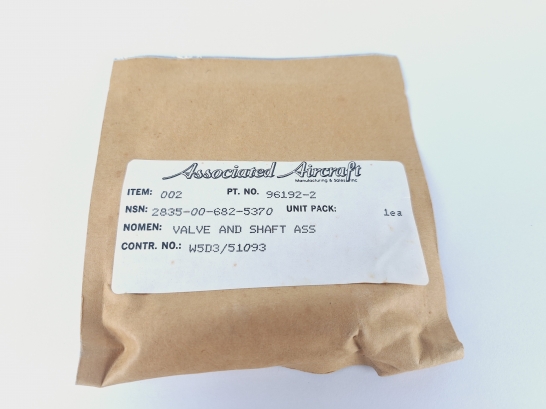 Associated Aircraft
Manufacturing & Sales, Inc.
ITEM: 002 PT. NO. 96192-2
NSN: 2835-00-682-5370 UNIT PACK: 1ea
NOMEN: VALVE AND SHAFT ASS
CONTR. NO.: W5D3/51093